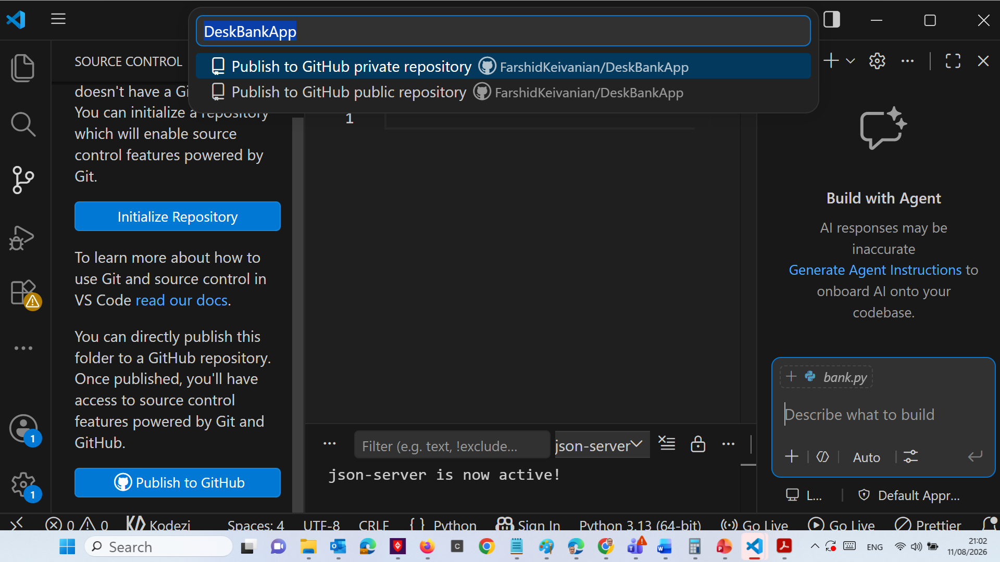 DeskBankApp
Publish to GitHub private repository FarshidKeivanian/DeskBankApp
Publish to GitHub public repository FarshidKeivanian/DeskBankApp
SOURCE CONTROL
doesn't have a Gi
You can initialize a repository
which will enable source
control features powered by
Git.
Initialize Repository
To learn more about how to
use Git and source control in
VS Code read our docs.
You can directly publish this
folder to a GitHub repository.
Once published, you'll have
access to source control
features powered by Git and
GitHub.
Publish to GitHub
1
1
1
Filter (e.g. text, !exclude...
json-server
json-server is now active!
Build with Agent
AI responses may be
inaccurate
Generate Agent Instructions to
onboard AI onto your
codebase.
bank.py
Describe what to build
Auto
L...
Default Appr...
0 0 Kodezi Spaces: 4 UTF-8 CRLF { } Python Sign In Python 3.13 (64-bit) Go Live Go Live Prettier
Search
ENG
21:02
11/08/2026